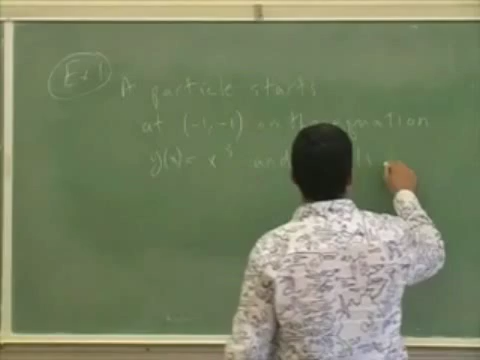 Ex 1 A particle starts
at (-1, -1) on the equation
y(x) = x³ and